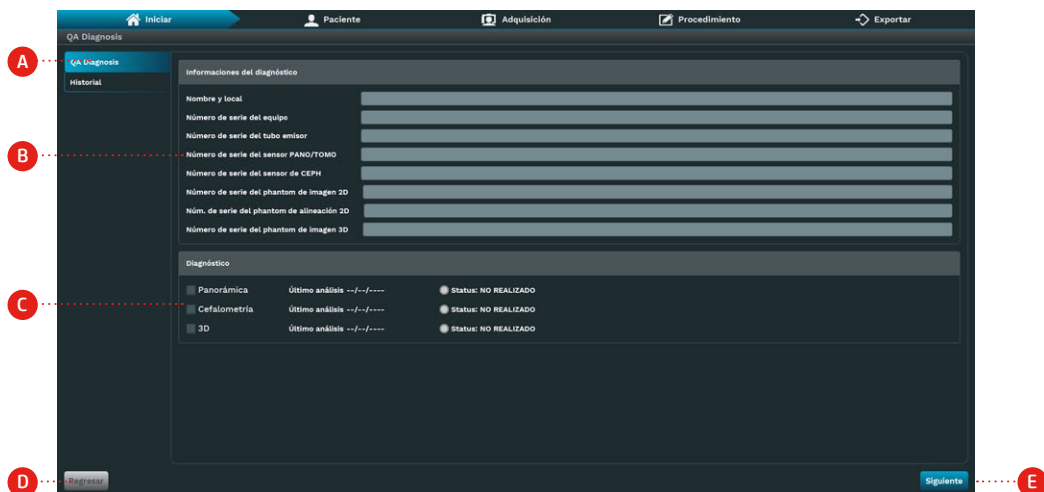 Iniciar Paciente Adquisición Procedimiento Exportar
QA Diagnosis
A QA Diagnosis
Historial
Informaciones del diagnóstico
Nombre y local
Número de serie del equipo
Número de serie del tubo emisor
B Número de serie del sensor PANO/TOMO
Número de serie del sensor de CEPH
Número de serie del phantom de imagen 2D
Núm. de serie del phantom de alineación 2D
Número de serie del phantom de imagen 3D
Diagnóstico
Panorámica Último análisis --/--/---- Status: NO REALIZADO
C Cefalometría Último análisis --/--/---- Status: NO REALIZADO
3D Último análisis --/--/---- Status: NO REALIZADO
D Regresar Siguiente E